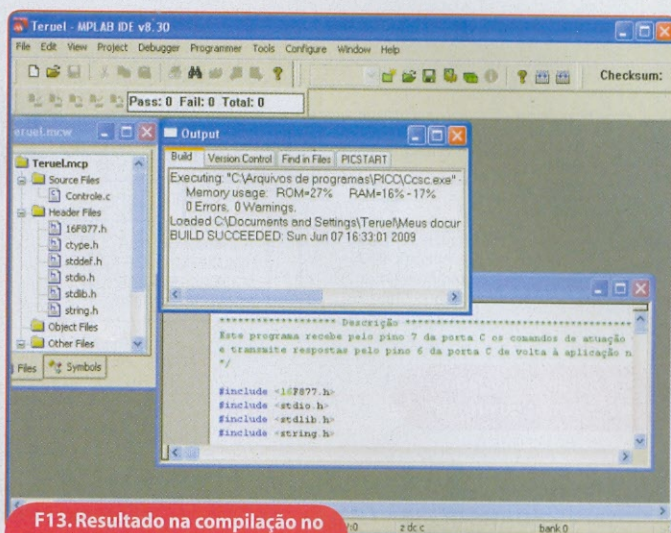 Teruel - MPLAB IDE v8.30
File Edit View Project Debugger Programmer Tools Configure Window Help
Checksum:
Pass: 0 Fail: 0 Total: 0
Teruel.mcw
Output
Teruel.mcp
Source Files
Controle.c
Header Files
16F877.h
ctype.h
stddef.h
stdio.h
stdlib.h
string.h
Object Files
Other Files
Files Symbols
Build Version Control Find in Files PICSTART
Executing: "C:\Arquivos de programas\PICC\Ccsc.exe"
Memory usage: ROM=27% RAM=16% - 17%
0 Errors, 0 Warnings.
Loaded C:\Documents and Settings\Teruel\Meus docur
BUILD SUCCEEDED: Sun Jun 07 16:33:01 2009
******************* Descrição **************************************
Este programa recebe pelo pino 7 da porta C os comandos de atuação
e transmite respostas pelo pino 6 da porta C de volta à aplicação n
*/
#include <16F877.h>
#include <stdio.h>
#include <stdlib.h>
#include <string.h>
F13. Resultado na compilação no
z dc c
bank 0